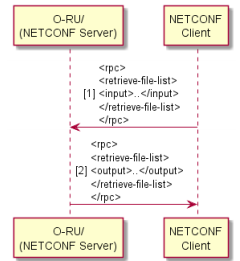 O-RU/
(NETCONF Server)
NETCONF
Client
<rpc>
<retrieve-file-list>
[1] <input>..</input>
</retrieve-file-list>
</rpc>
<rpc>
<retrieve-file-list>
[2] <output>..</output>
</retrieve-file-list>
</rpc>
O-RU/
(NETCONF Server)
NETCONF
Client